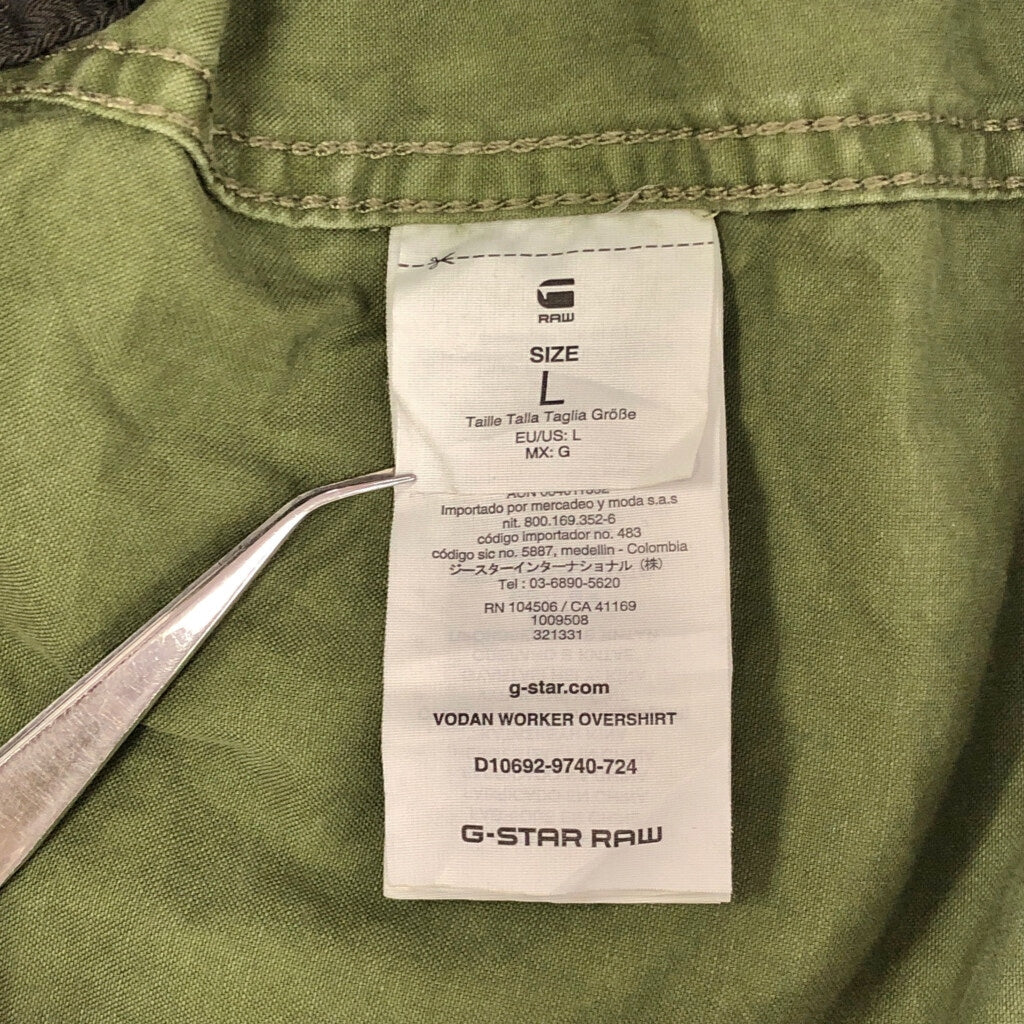 RAW
SIZE
L
Taille Talla Taglia Größe
EU/US: L
MX: G
Importado por mercadeo y moda s.a.s
nit. 800.169.352-6
código importador no. 483
código sic no. 5887, medellin - Colombia
ジースターインターナショナル（株）
Tel : 03-6890-5620
RN 104506 / CA 41169
1009508
321331
g-star.com
VODAN WORKER OVERSHIRT
D10692-9740-724
G-STAR RAW